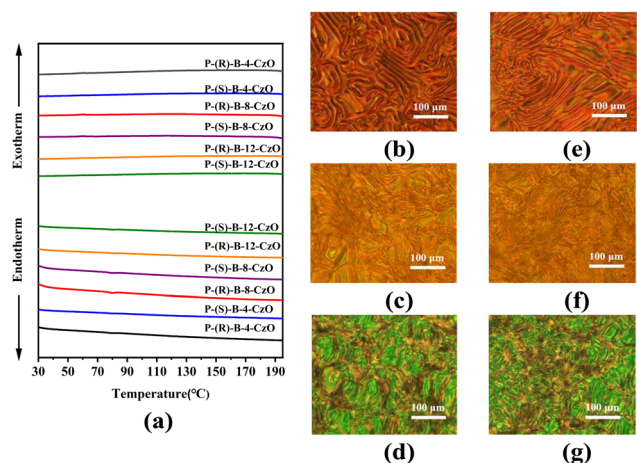 Exotherm
Endotherm
P-(R)-B-4-CzO
P-(S)-B-4-CzO
P-(R)-B-8-CzO
P-(S)-B-8-CzO
P-(R)-B-12-CzO
P-(S)-B-12-CzO
P-(S)-B-12-CzO
P-(R)-B-12-CzO
P-(S)-B-8-CzO
P-(R)-B-8-CzO
P-(S)-B-4-CzO
P-(R)-B-4-CzO
30 50 70 90 110 130 150 170 190
Temperature(°C)
(a)
100 μm
(b)
100 μm
(e)
100 μm
(c)
100 μm
(f)
100 μm
(d)
100 μm
(g)